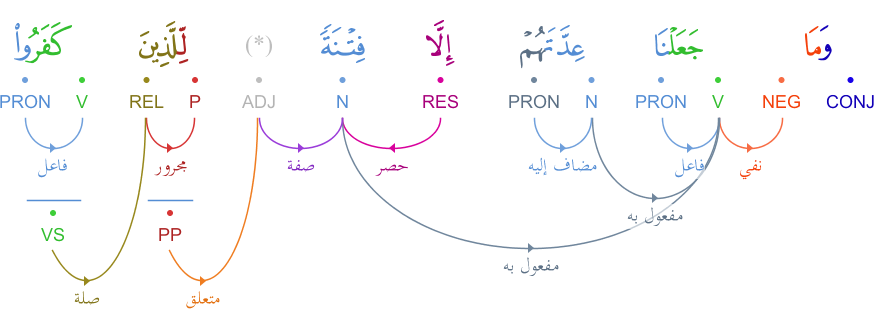 وَمَا جَعَلْنَا عِدَّتَهُمْ إِلَّا فِتْنَةً (*) لِّلَّذِينَ كَفَرُوا۟
CONJ NEG V PRON N PRON RES N ADJ P REL V PRON
نفي فاعل مضاف إليه حصر صفة مجرور فاعل
مفعول به
VS PP
مفعول به
صلة متعلق